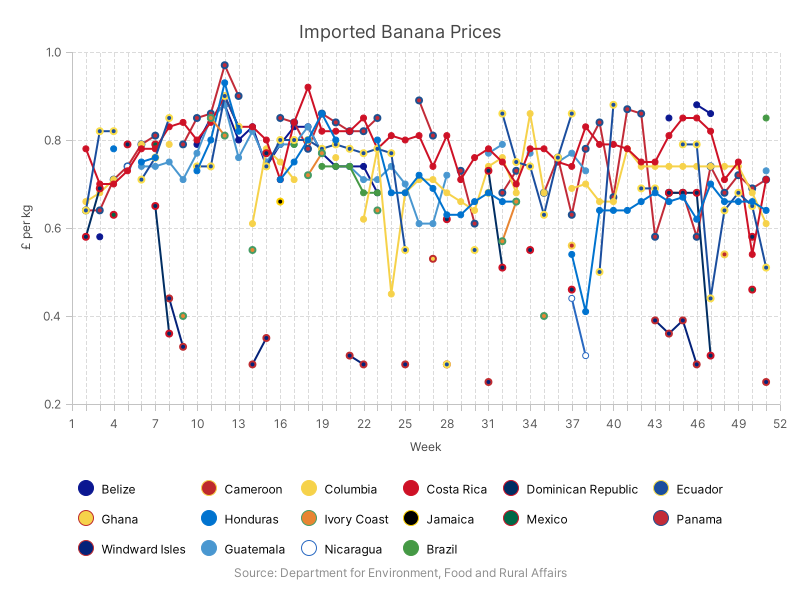 Imported Banana Prices
1.0
0.8
0.6
0.4
0.2
£ per kg
1 4 7 10 13 16 19 22 25 28 31 34 37 40 43 46 49 52
Week
Belize Cameroon Columbia Costa Rica Dominican Republic Ecuador
Ghana Honduras Ivory Coast Jamaica Mexico Panama
Windward Isles Guatemala Nicaragua Brazil
Source: Department for Environment, Food and Rural Affairs